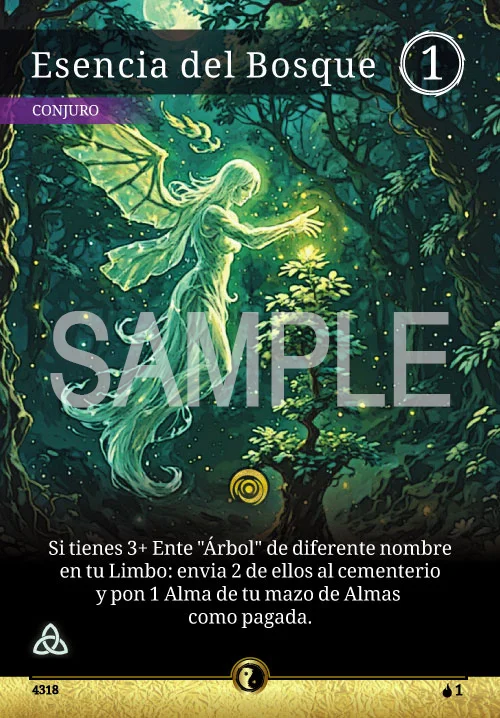 Esencia del Bosque 1
CONJURO
SAMPLE
Si tienes 3+ Ente "Árbol" de diferente nombre
en tu Limbo: envia 2 de ellos al cementerio
y pon 1 Alma de tu mazo de Almas
como pagada.
4318 1